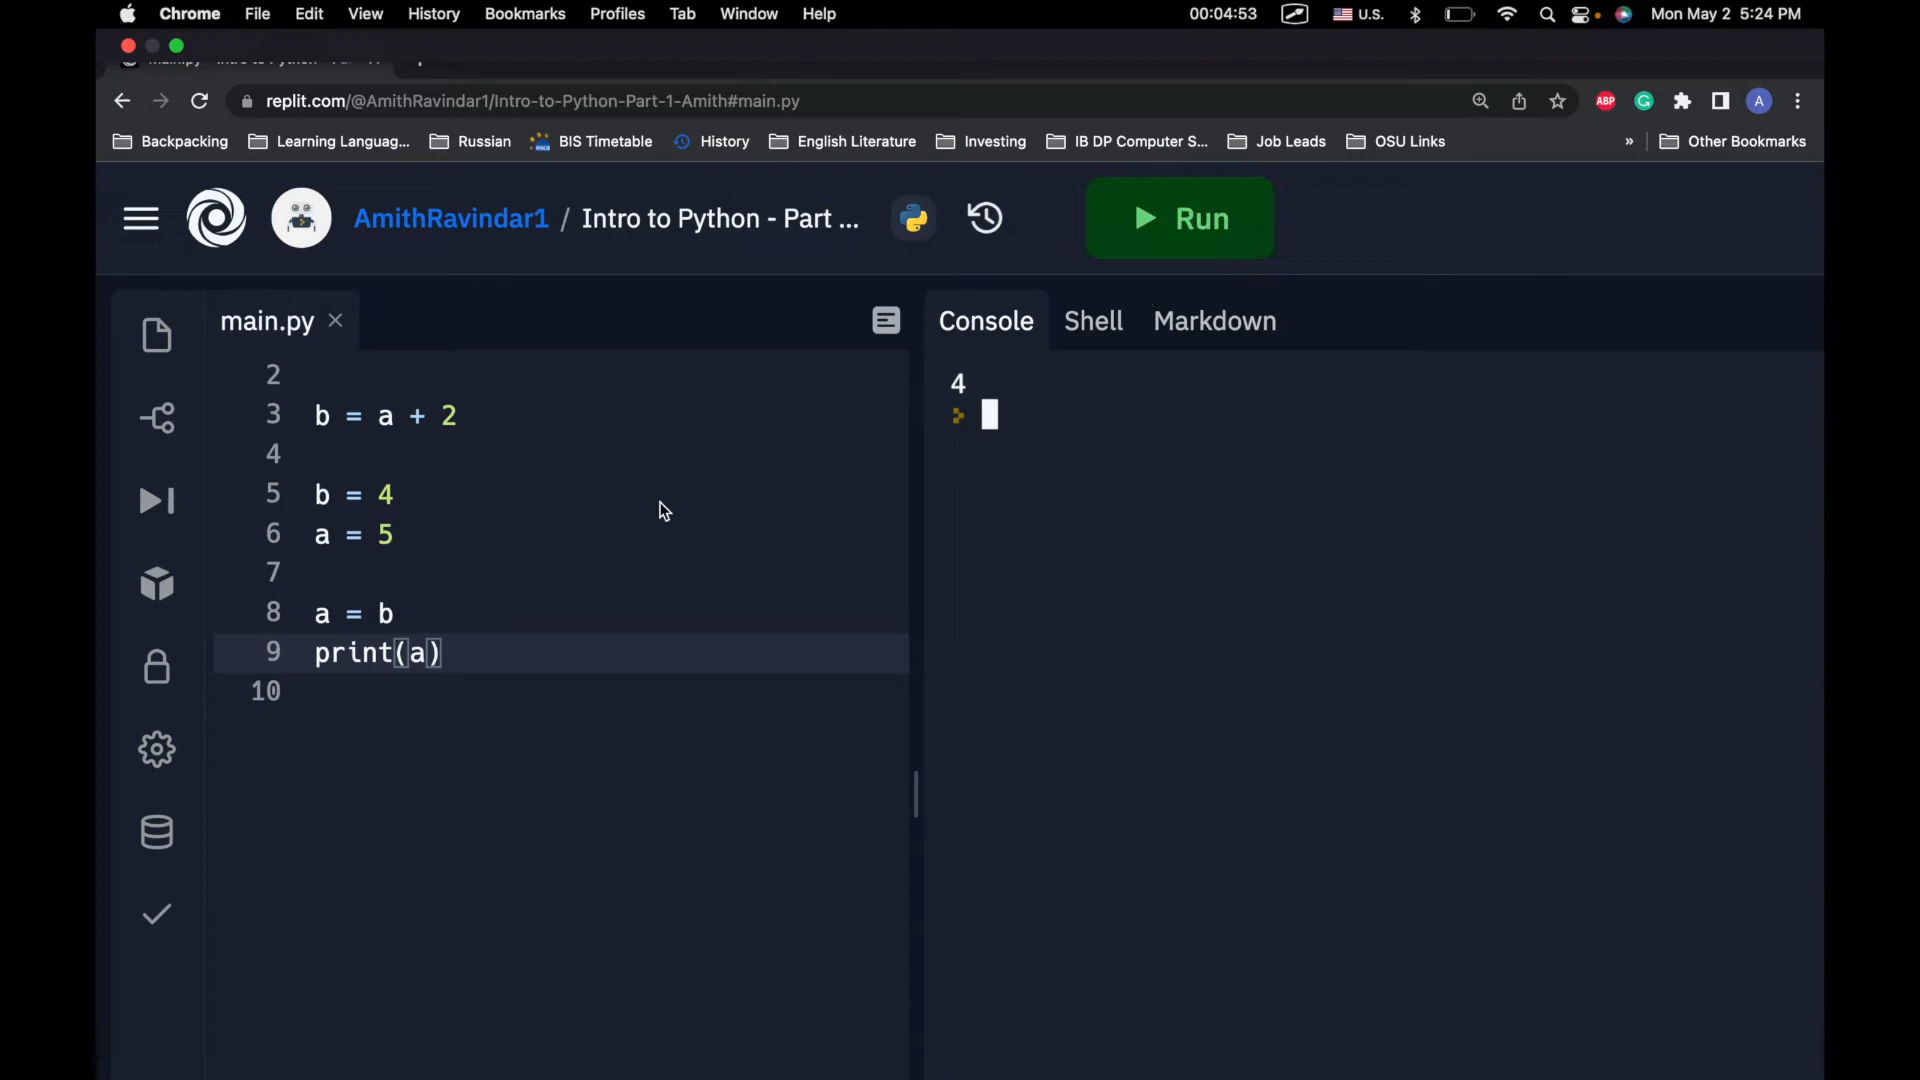 Chrome File Edit View History Bookmarks Profiles Tab Window Help 00:04:53 U.S. Mon May 2 5:24 PM
replit.com/@AmithRavindar1/Intro-to-Python-Part-1-Amith#main.py ABP A
Backpacking Learning Languag... Russian BIS Timetable History English Literature Investing IB DP Computer S... Job Leads OSU Links » Other Bookmarks
AmithRavindar1 / Intro to Python - Part ... Run
main.py Console Shell Markdown
2
3 b = a + 2
4
5 b = 4
6 a = 5
7
8 a = b
9 print(a)
10
4